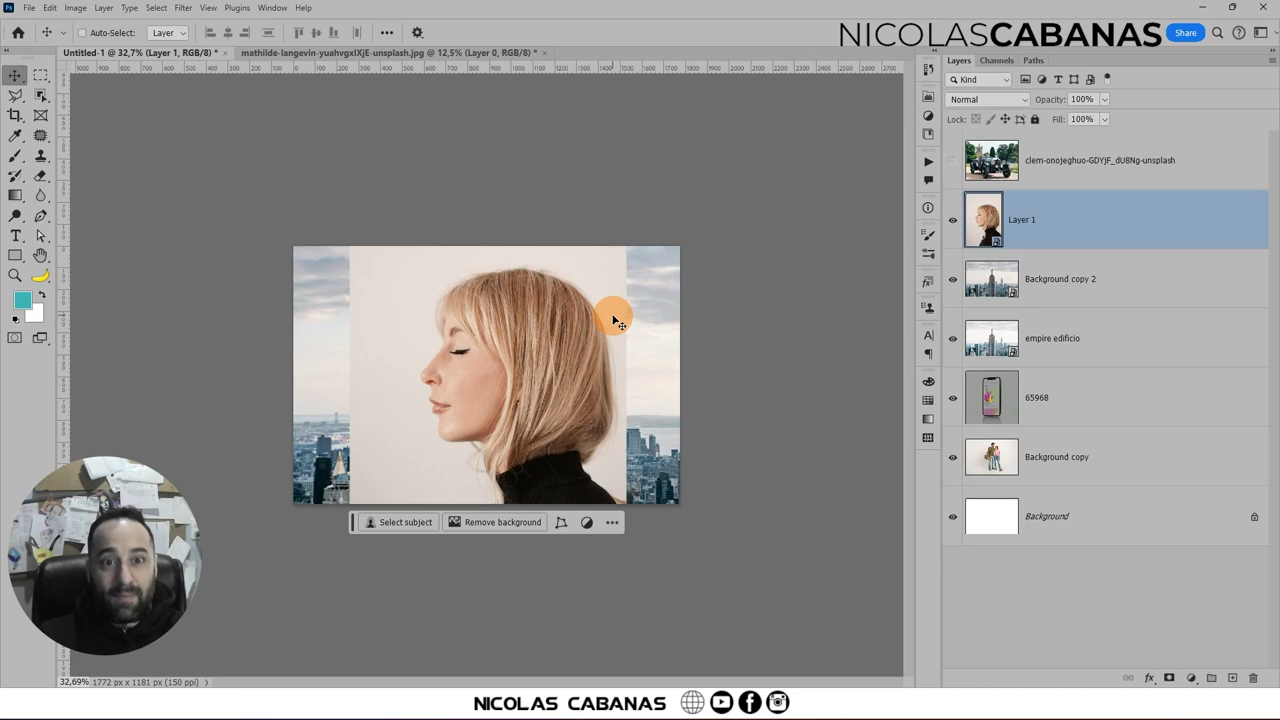 Ps File Edit Image Layer Type Select Filter View Plugins Window Help
Auto-Select: Layer
NICOLASCABANAS
Share
Untitled-1 @ 32,7% (Layer 1, RGB/8) * ×
mathilde-langevin-yuahvgxIXjE-unsplash.jpg @ 12,5% (Layer 0, RGB/8) * ×
Layers Channels Paths
Kind
Normal Opacity: 100%
Lock: Fill: 100%
clem-onojeghuo-GDYJF_dU8Ng-unsplash
Layer 1
Background copy 2
empire edificio
65968
Background copy
Background
Select subject Remove background
32,69% 1772 px x 1181 px (150 ppi)
NICOLAS CABANAS